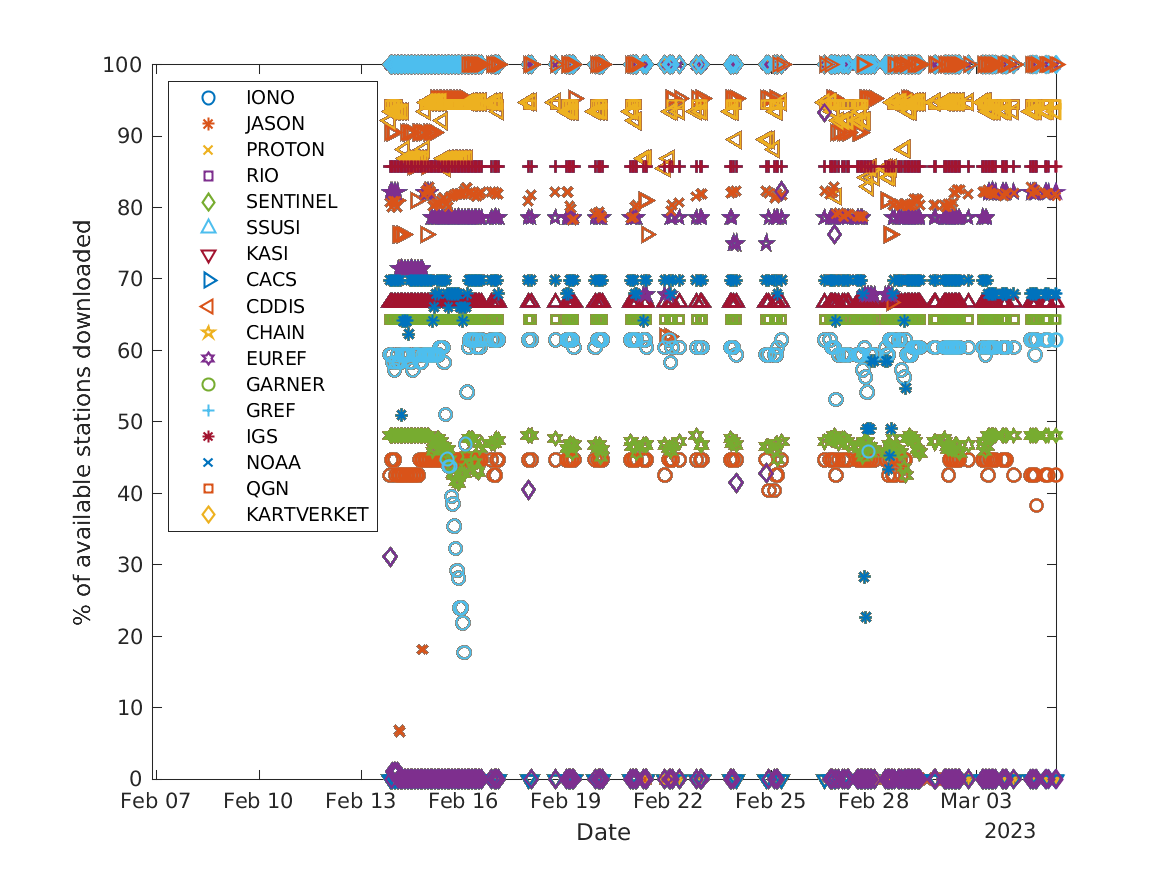 100
90
80
70
60
50
40
30
20
10
0
% of available stations downloaded
IONO
JASON
PROTON
RIO
SENTINEL
SSUSI
KASI
CACS
CDDIS
CHAIN
EUREF
GARNER
GREF
IGS
NOAA
QGN
KARTVERKET
Feb 07 Feb 10 Feb 13 Feb 16 Feb 19 Feb 22 Feb 25 Feb 28 Mar 03
Date
2023